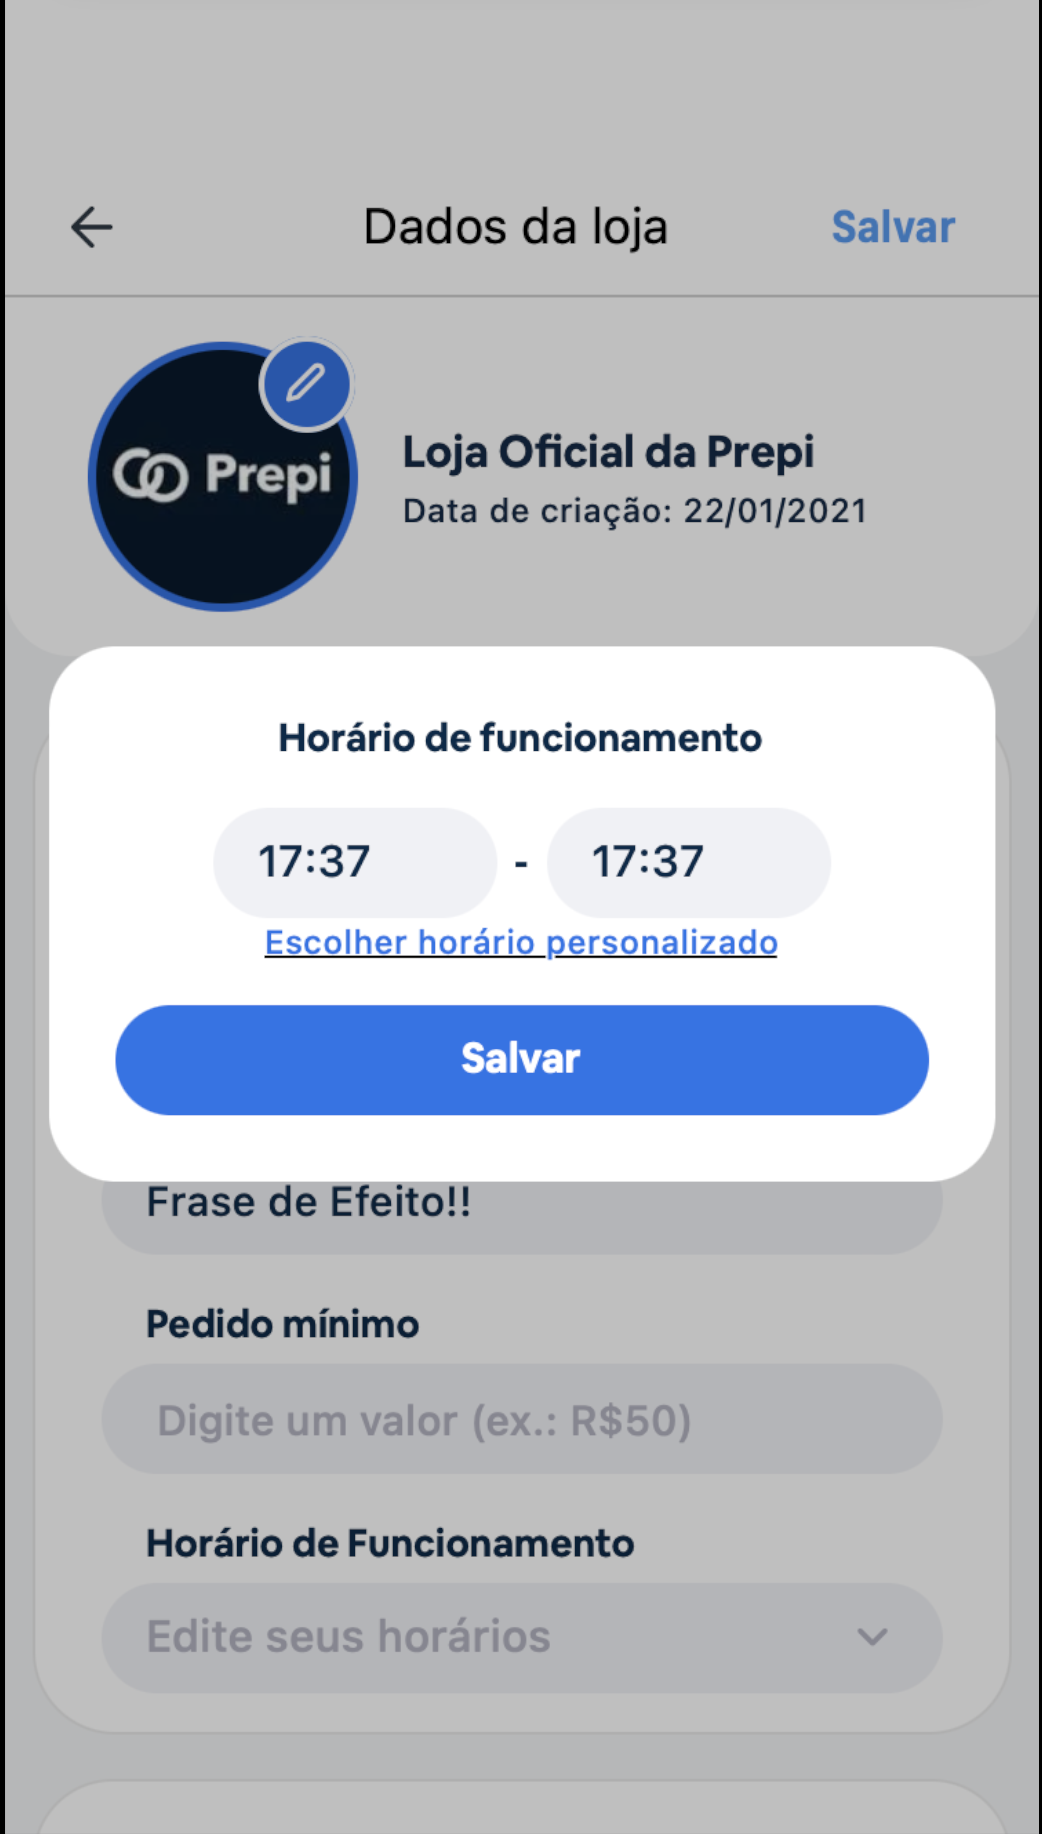 Dados da loja
Salvar
Prepi
Loja Oficial da Prepi
Data de criação: 22/01/2021
Horário de funcionamento
17:37 - 17:37
Escolher horário personalizado
Salvar
Frase de Efeito!!
Pedido mínimo
Digite um valor (ex.: R$50)
Horário de Funcionamento
Edite seus horários